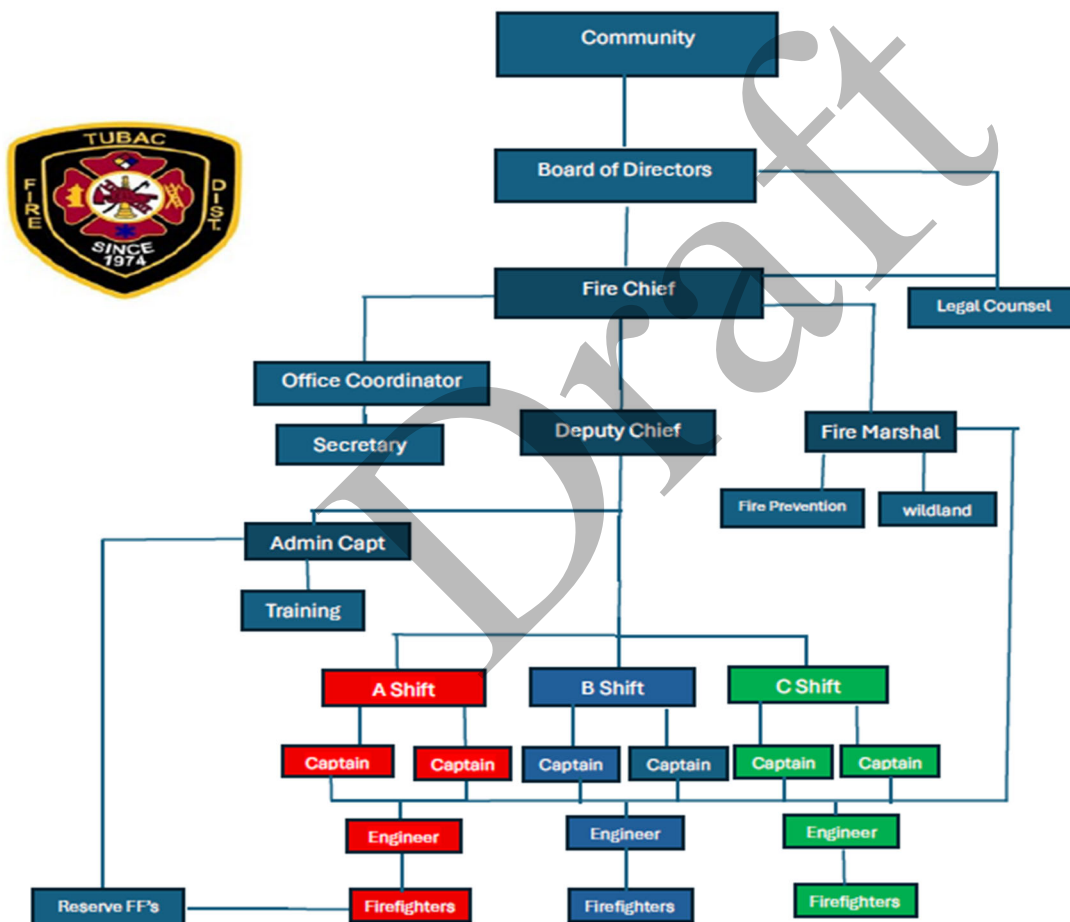 Community
TUBAC
FIRE
DIST.
SINCE
1974
Board of Directors
Fire Chief
Legal Counsel
Office Coordinator
Secretary
Deputy Chief
Fire Marshal
Fire Prevention
wildland
Admin Capt
Training
A Shift
B Shift
C Shift
Captain
Captain
Captain
Captain
Captain
Captain
Engineer
Engineer
Engineer
Reserve FF's
Firefighters
Firefighters
Firefighters
Draft